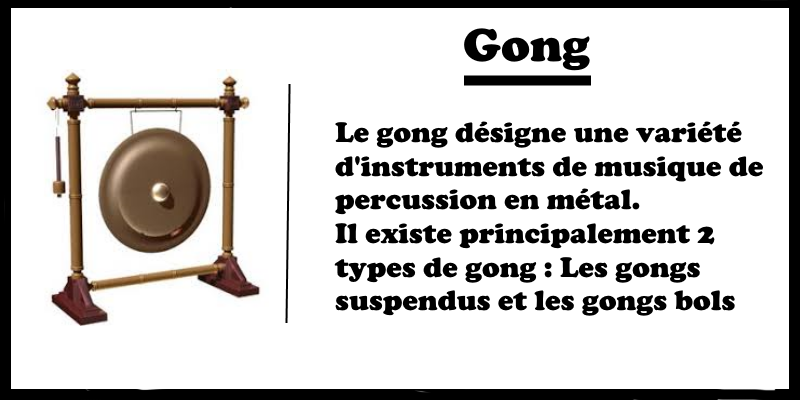 Gong
Le gong désigne une variété
d'instruments de musique de
percussion en métal.
Il existe principalement 2
types de gong : Les gongs
suspendus et les gongs bols